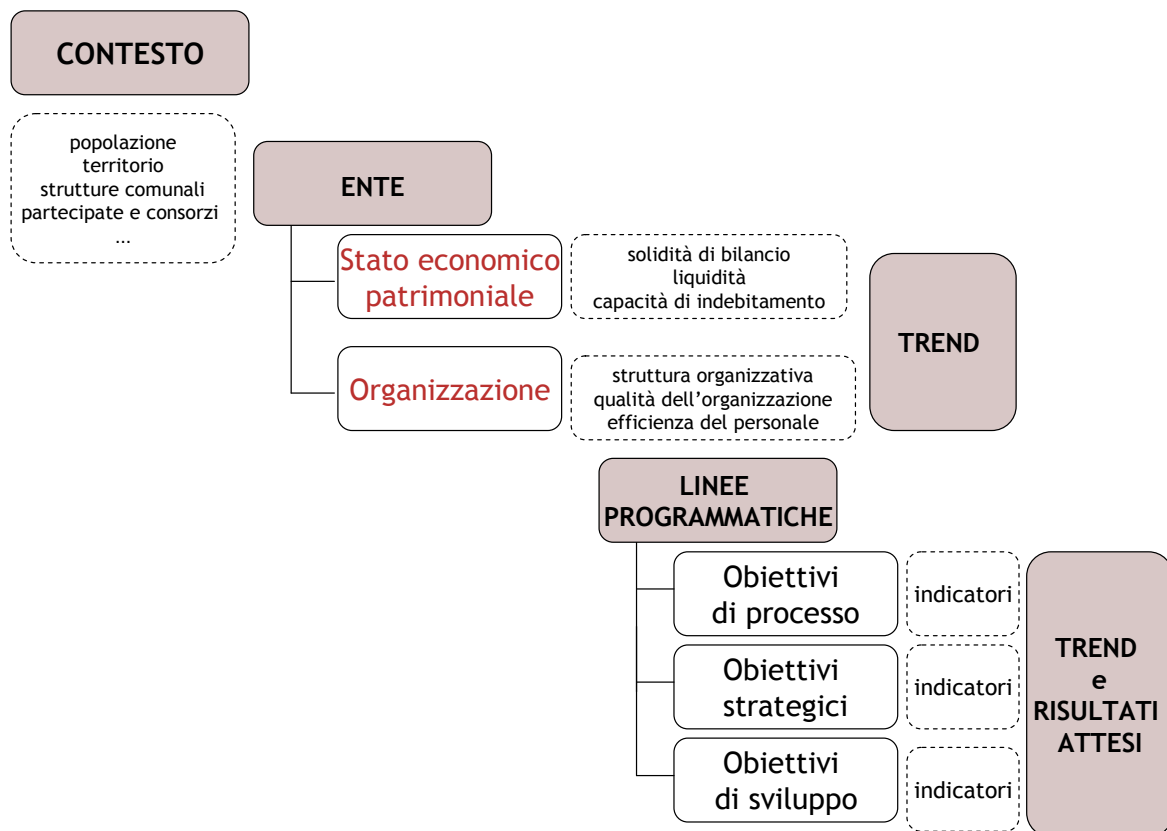 CONTESTO
popolazione
territorio
strutture comunali
partecipate e consorzi
...
ENTE
Stato economico
patrimoniale
solidità di bilancio
liquidità
capacità di indebitamento
TREND
Organizzazione
struttura organizzativa
qualità dell’organizzazione
efficienza del personale
LINEE
PROGRAMMATICHE
Obiettivi
di processo
indicatori
Obiettivi
strategici
indicatori
Obiettivi
di sviluppo
indicatori
TREND
e
RISULTATI
ATTESI